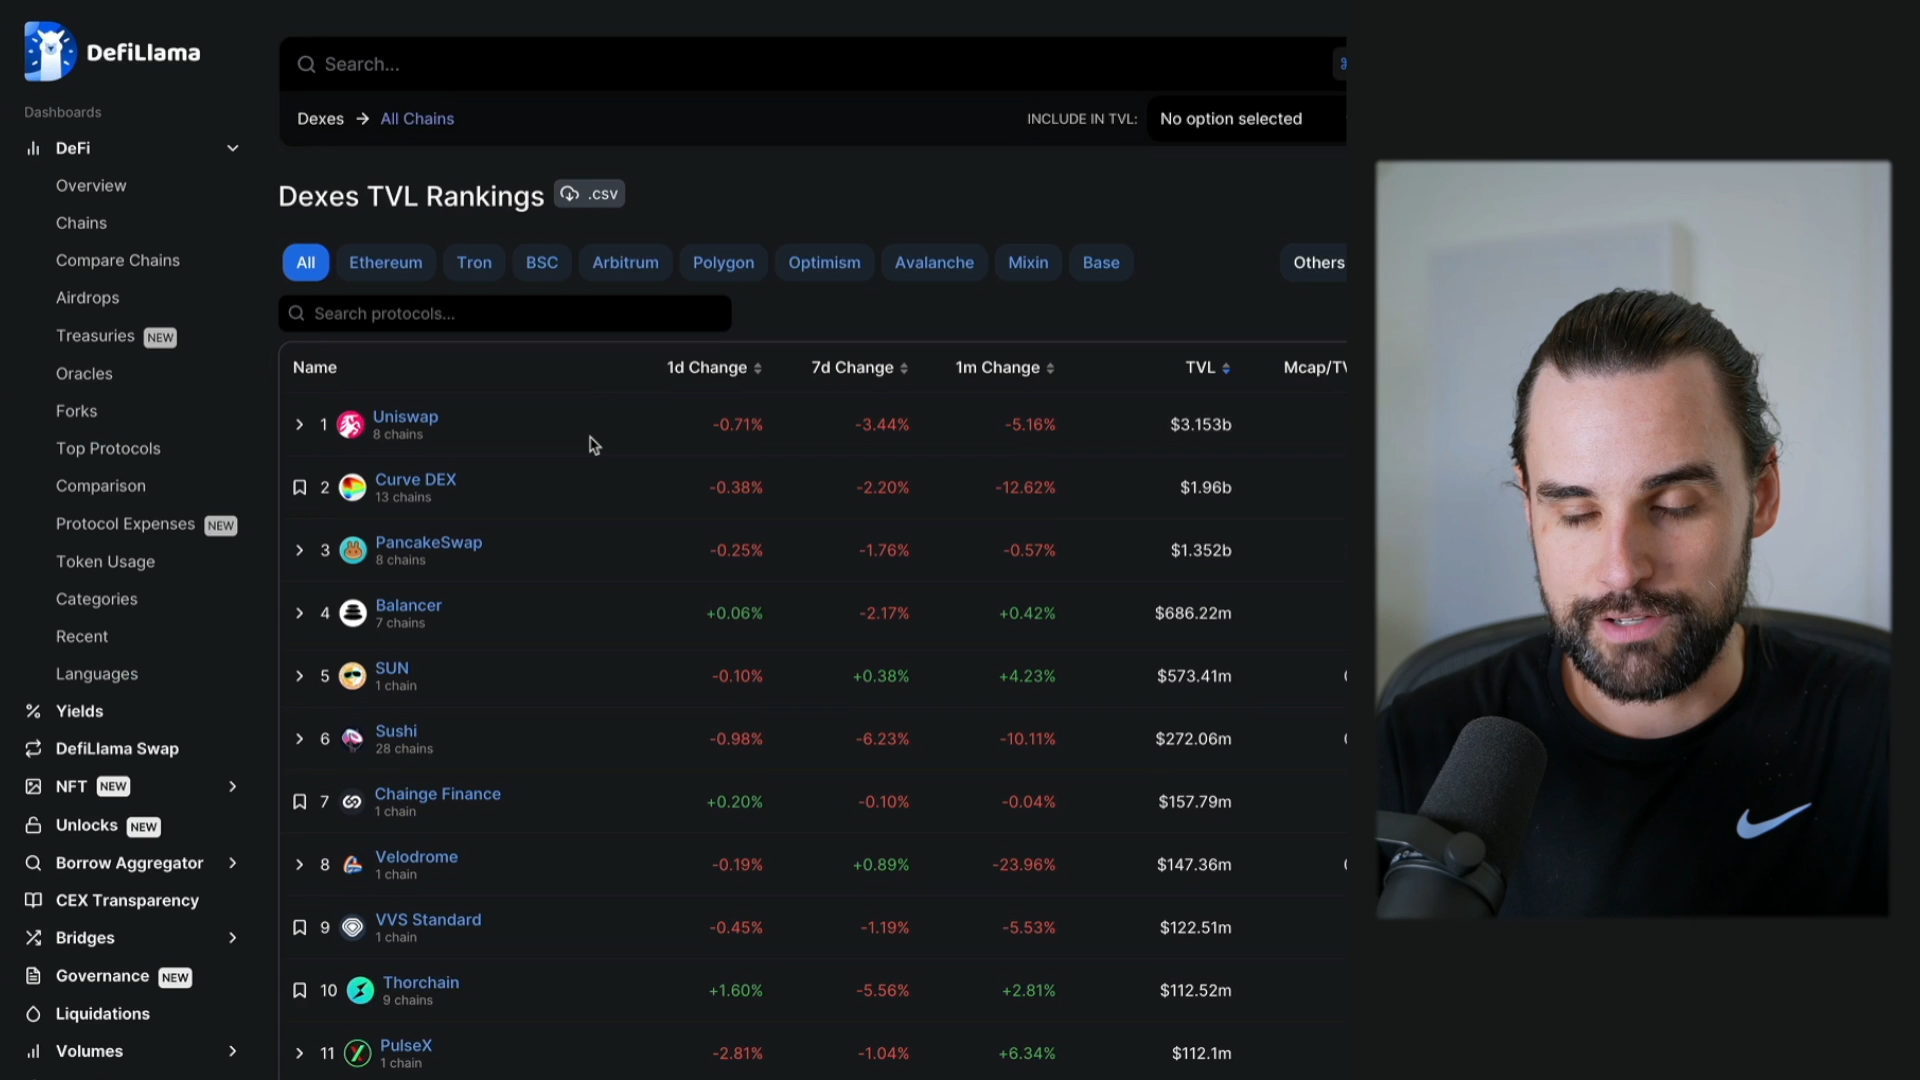 DefiLlama
Search...
Dexes → All Chains
INCLUDE IN TVL:
No option selected
Dashboards
DeFi
Overview
Chains
Compare Chains
Airdrops
Treasuries NEW
Oracles
Forks
Top Protocols
Comparison
Protocol Expenses NEW
Token Usage
Categories
Recent
Languages
Yields
DefiLlama Swap
NFT NEW
Unlocks NEW
Borrow Aggregator
CEX Transparency
Bridges
Governance NEW
Liquidations
Volumes
Dexes TVL Rankings .csv
All Ethereum Tron BSC Arbitrum Polygon Optimism Avalanche Mixin Base Others
Search protocols...
Name 1d Change 7d Change 1m Change TVL Mcap/TV
1 Uniswap -0.71% -3.44% -5.16% $3.153b
8 chains
2 Curve DEX -0.38% -2.20% -12.62% $1.96b
13 chains
3 PancakeSwap -0.25% -1.76% -0.57% $1.352b
8 chains
4 Balancer +0.06% -2.17% +0.42% $686.22m
7 chains
5 SUN -0.10% +0.38% +4.23% $573.41m
1 chain
6 Sushi -0.98% -6.23% -10.11% $272.06m
28 chains
7 Chainge Finance +0.20% -0.10% -0.04% $157.79m
1 chain
8 Velodrome -0.19% +0.89% -23.96% $147.36m
1 chain
9 VVS Standard -0.45% -1.19% -5.53% $122.51m
1 chain
10 Thorchain +1.60% -5.56% +2.81% $112.52m
9 chains
11 PulseX -2.81% -1.04% +6.34% $112.1m
1 chain